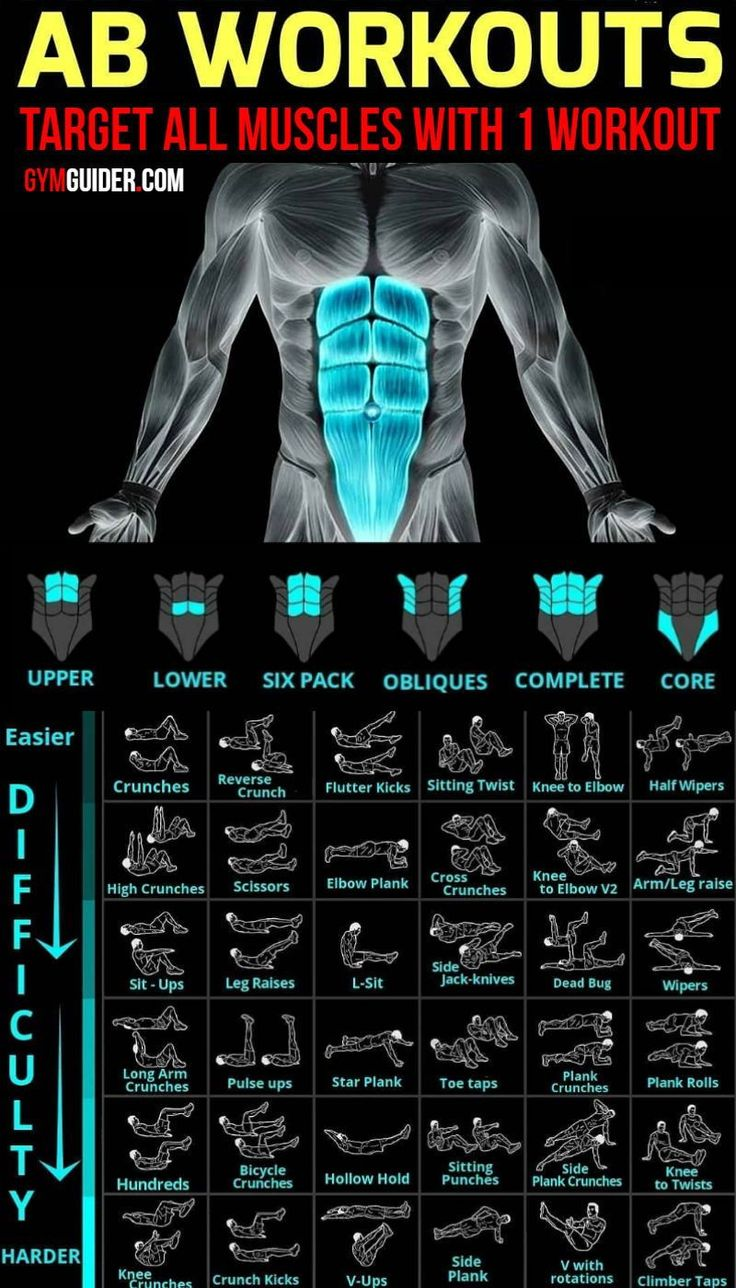 AB WORKOUTS
TARGET ALL MUSCLES WITH 1 WORKOUT
GYMGUIDER.COM
UPPER
LOWER
SIX PACK
OBLIQUES
COMPLETE
CORE
Easier
DIFFICULTY
HARDER
Crunches
Reverse
Crunch
Flutter Kicks
Sitting Twist
Knee to Elbow
Half Wipers
High Crunches
Scissors
Elbow Plank
Cross
Crunches
Knee
to Elbow V2
Arm/Leg raise
Sit - Ups
Leg Raises
L-Sit
Side
Jack-knives
Dead Bug
Wipers
Long Arm
Crunches
Pulse ups
Star Plank
Toe taps
Plank
Crunches
Plank Rolls
Hundreds
Bicycle
Crunches
Hollow Hold
Sitting
Punches
Side
Plank Crunches
Knee
to Twists
Knee
Crunches
Crunch Kicks
V-Ups
Side
Plank
V with
rotations
Climber Taps